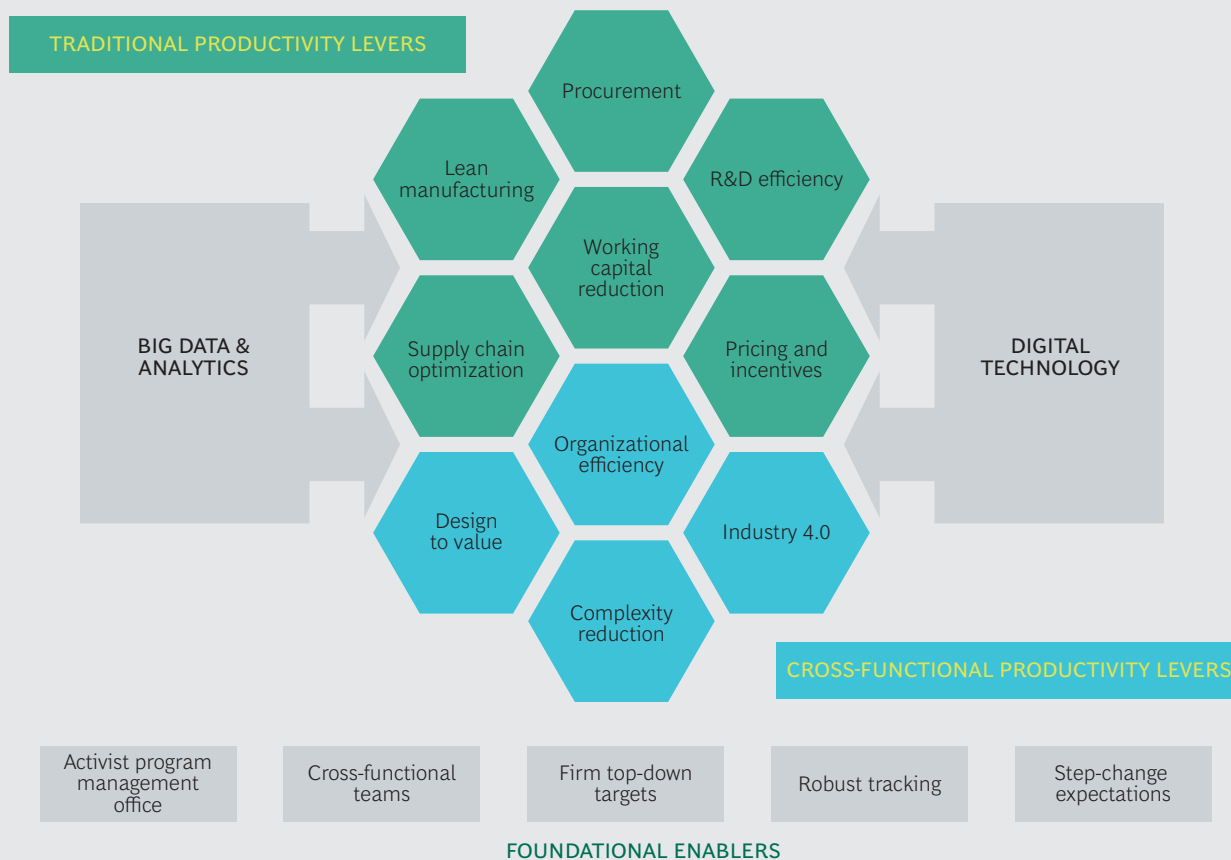 TRADITIONAL PRODUCTIVITY LEVERS
Procurement
Lean
manufacturing
R&D efficiency
Working
capital
reduction
BIG DATA &
ANALYTICS
Supply chain
optimization
Pricing and
incentives
DIGITAL
TECHNOLOGY
Organizational
efficiency
Design
to value
Industry 4.0
Complexity
reduction
CROSS-FUNCTIONAL PRODUCTIVITY LEVERS
Activist program
management
office
Cross-functional
teams
Firm top-down
targets
Robust tracking
Step-change
expectations
FOUNDATIONAL ENABLERS